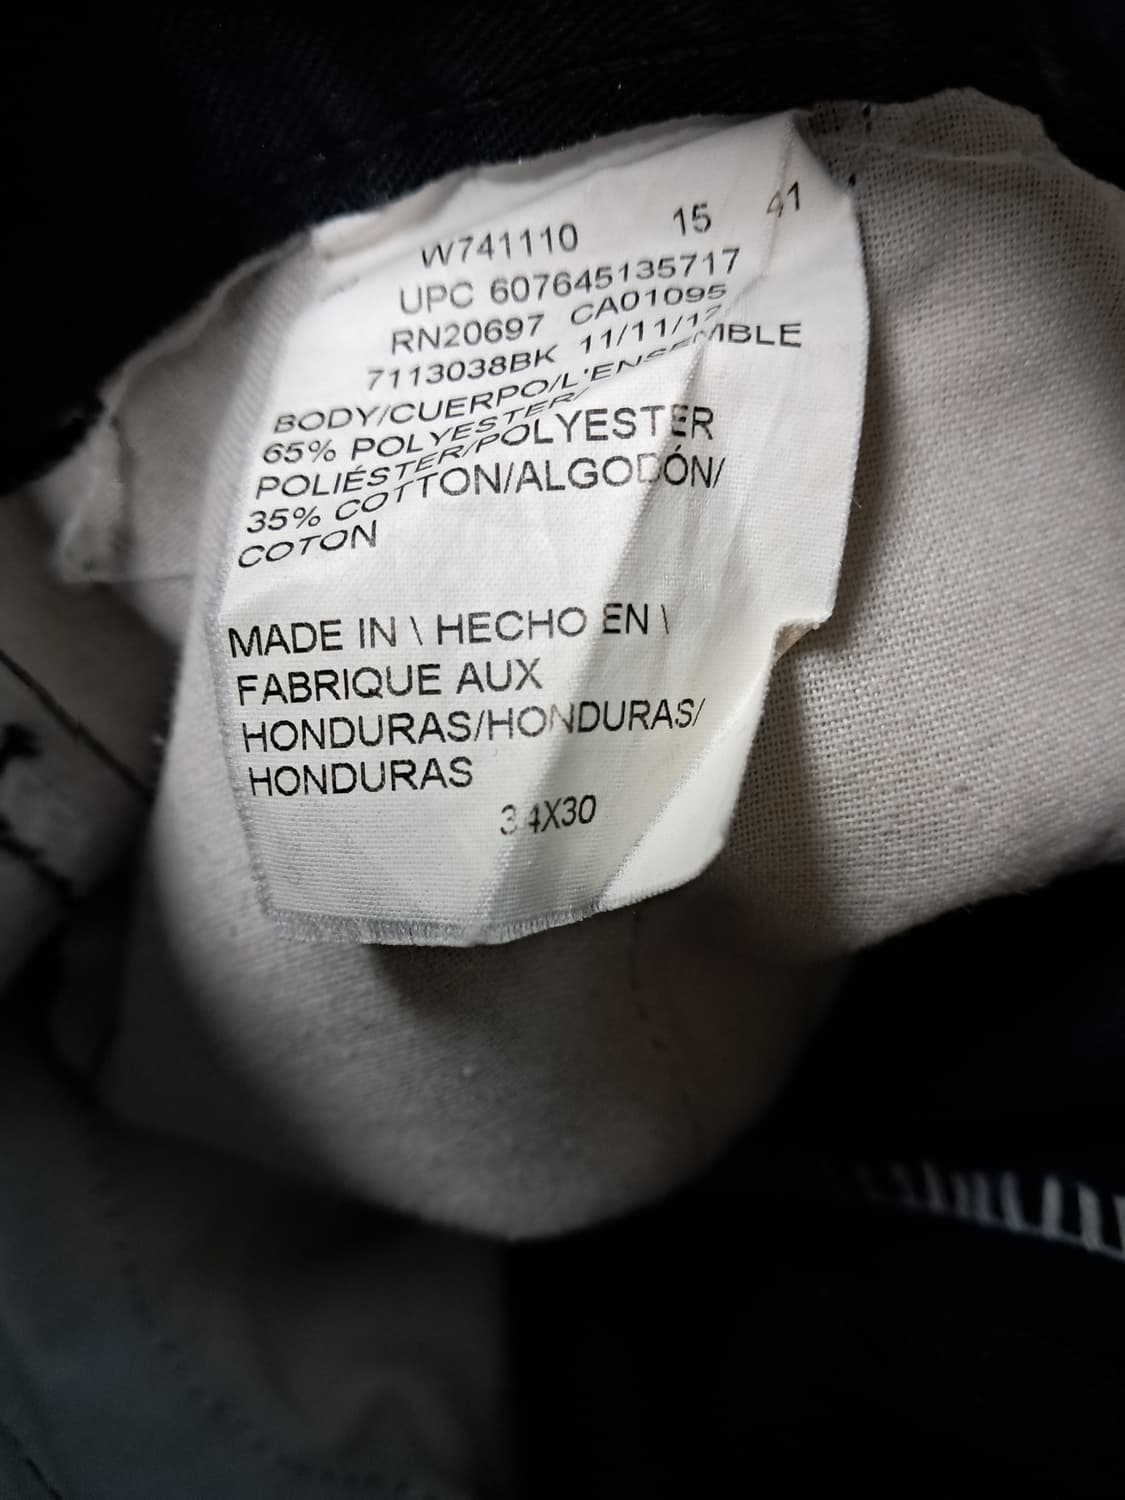 W741110 15 41
UPC 607645135717
RN20697 CA01095
7113038BK 11/11/12
BODY/CUERPO/L'ENSEMBLE
65% POLYESTER/
POLIÉSTER/POLYESTER
35% COTTON/ALGODÓN/
COTON
MADE IN \ HECHO EN \
FABRIQUE AUX
HONDURAS/HONDURAS/
HONDURAS
34X30